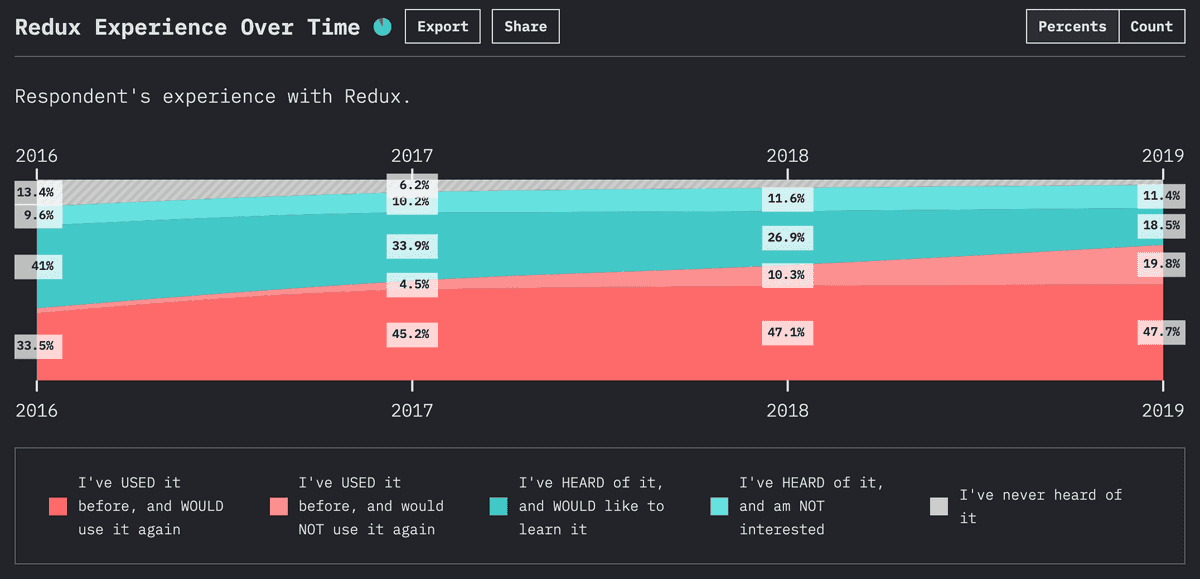 Redux Experience Over Time Export Share Percents Count
Respondent's experience with Redux.
2016 2017 2018 2019
13.4% 6.2% 11.6% 11.4%
9.6% 10.2% 26.9% 18.5%
41% 33.9% 10.3% 19.8%
33.5% 4.5% 47.1% 47.7%
45.2%
2016 2017 2018 2019
I've USED it
before, and WOULD
use it again
I've USED it
before, and would
NOT use it again
I've HEARD of it,
and WOULD like to
learn it
I've HEARD of it,
and am NOT
interested
I've never heard of
it